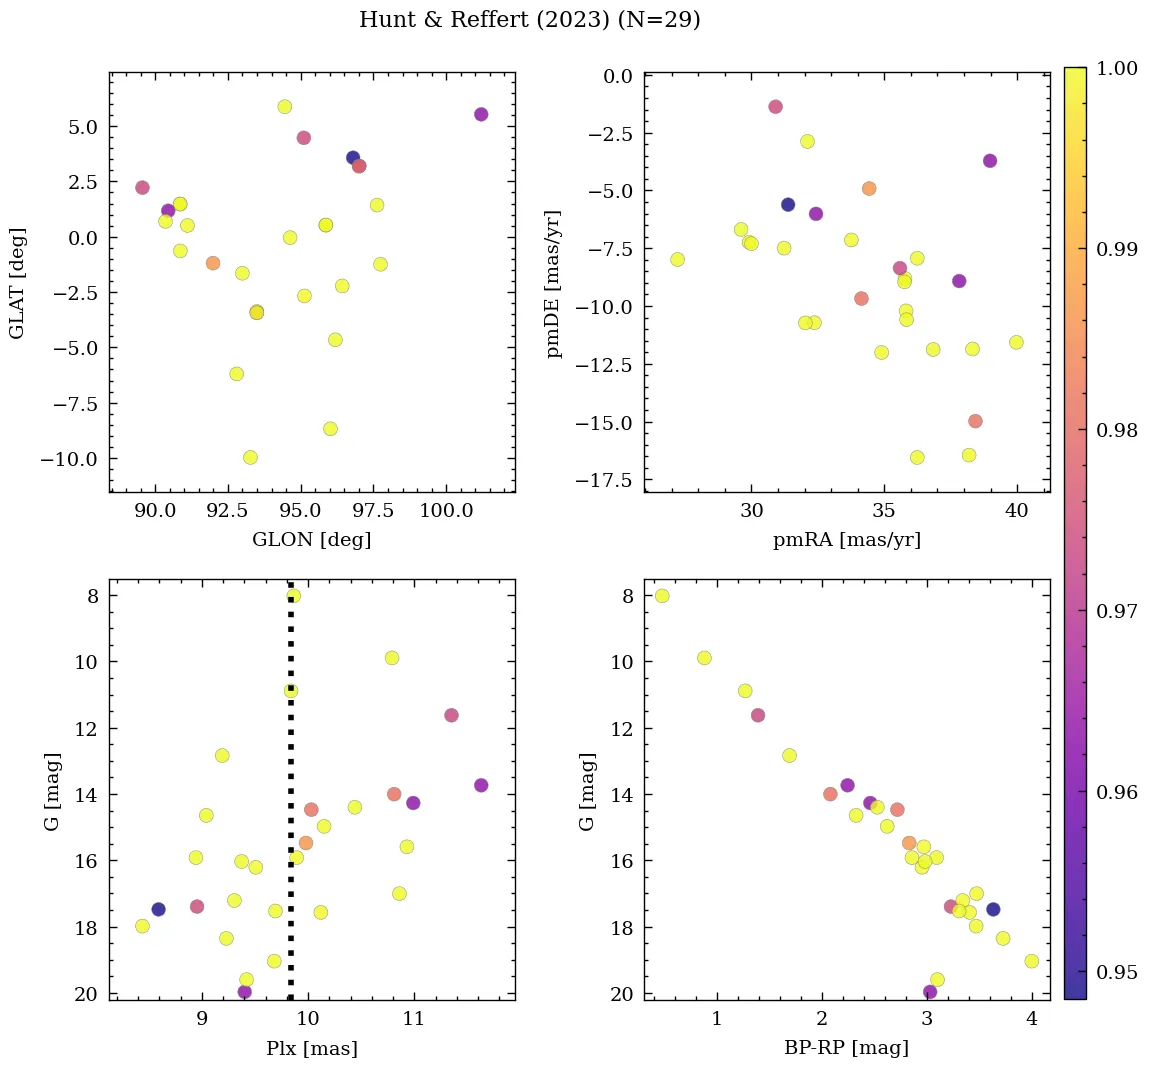 Hunt & Reffert (2023) (N=29)
5.0
2.5
0.0
−2.5
−5.0
−7.5
−10.0
GLAT [deg]
90.0 92.5 95.0 97.5 100.0
GLON [deg]
0.0
−2.5
−5.0
−7.5
−10.0
−12.5
−15.0
−17.5
pmDE [mas/yr]
30 35 40
pmRA [mas/yr]
8
10
12
14
16
18
20
G [mag]
9 10 11
Plx [mas]
8
10
12
14
16
18
20
G [mag]
1 2 3 4
BP-RP [mag]
1.00
0.99
0.98
0.97
0.96
0.95